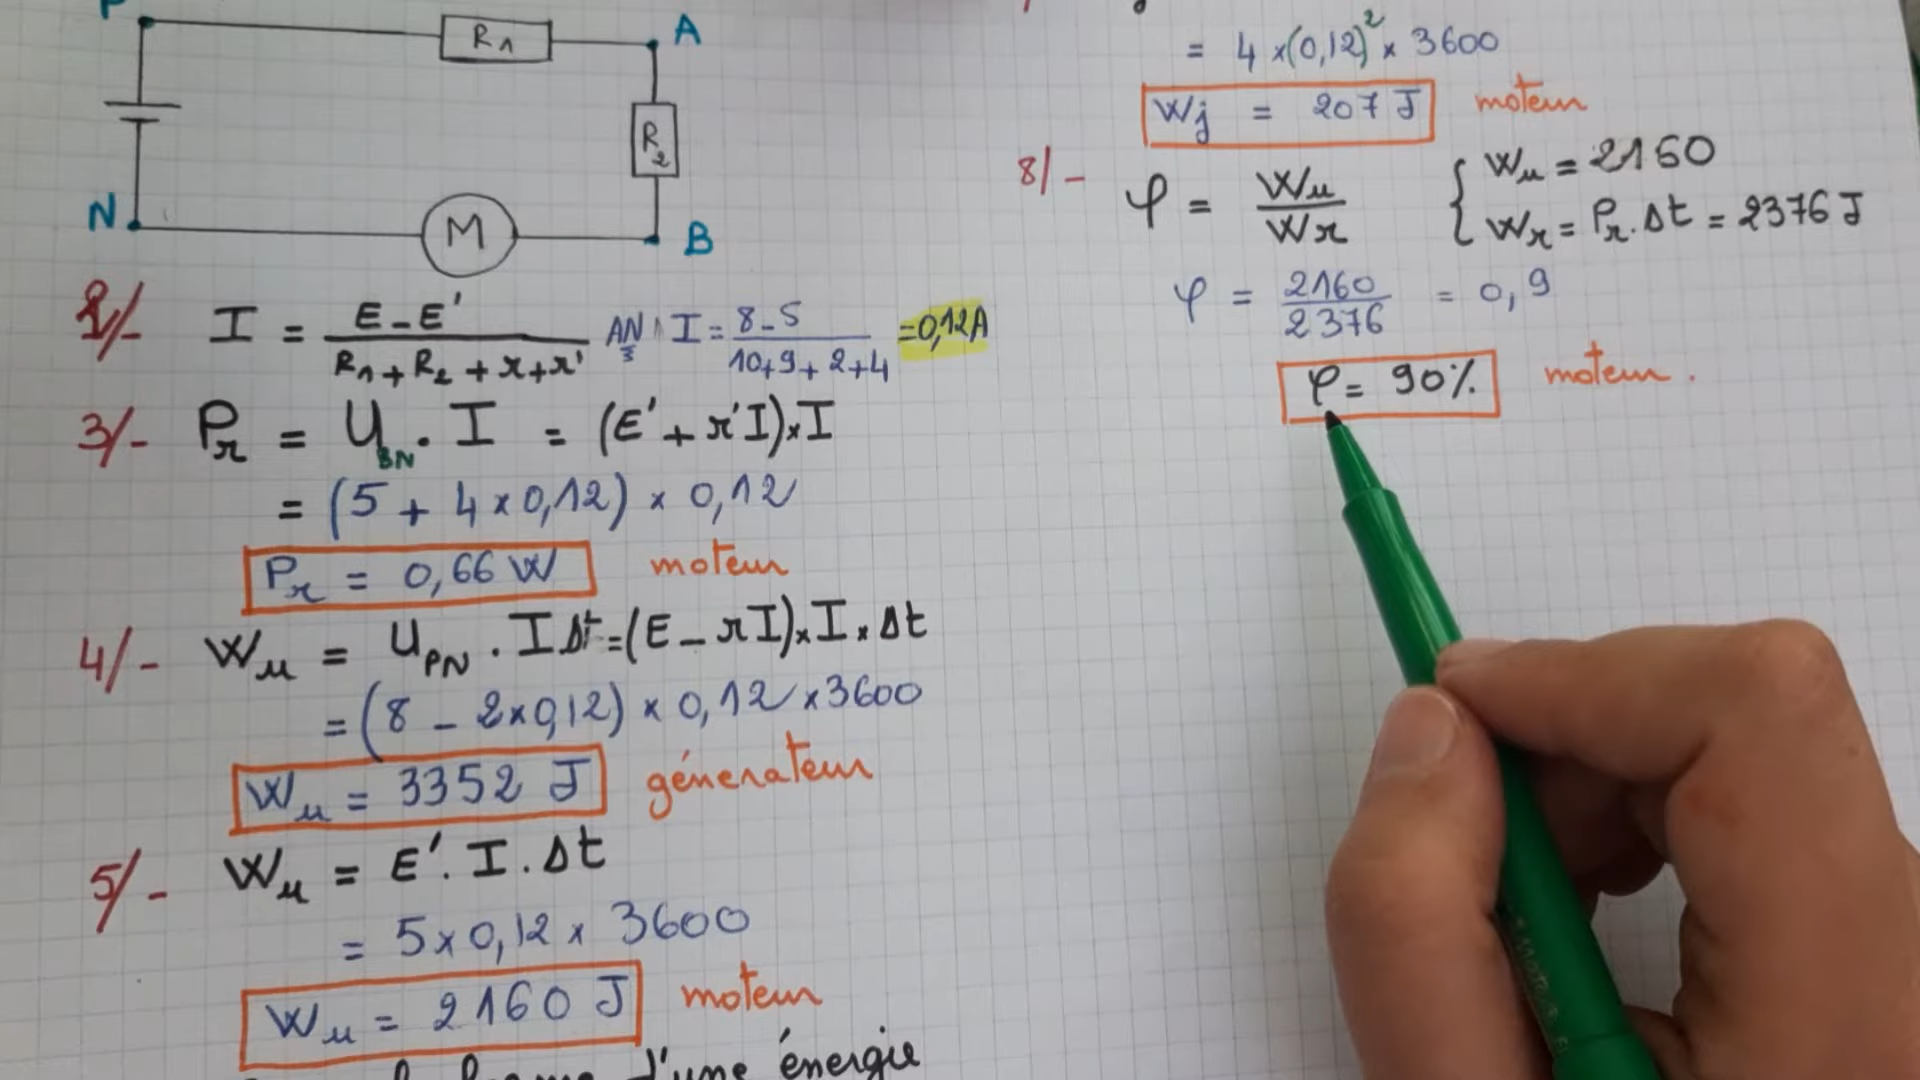 P
R1
A
R2
N
M
B
2/- I = E - E' / R1 + R2 + r + r' AN: I = 8 - 5 / 10 + 9 + 2 + 4 = 0,12A
3/- Pr = UBN . I = (E' + r'I) x I
= (5 + 4 x 0,12) x 0,12
Pr = 0,66 W moteur
4/- Wu = UPN . I Δt = (E - rI) x I x Δt
= (8 - 2 x 0,12) x 0,12 x 3600
Wu = 3352 J génerateur
5/- Wu = E' . I . Δt
= 5 x 0,12 x 3600
Wu = 2160 J moteur
d'une énergie
= 4 x (0,12)² x 3600
Wj = 207 J moteur
8/- φ = Wu / Wr { Wu = 2160
Wr = Pr . Δt = 2376 J
φ = 2160 / 2376 = 0,9
φ = 90% moteur .